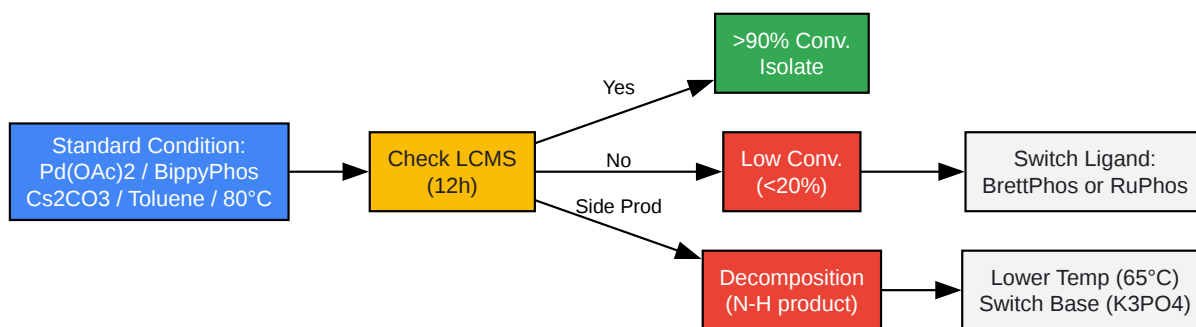 Standard Condition:
Pd(OAc)2 / BippyPhos
Cs2CO3 / Toluene / 80°C
Check LCMS
(12h)
Yes
>90% Conv.
Isolate
No
Low Conv.
(<20%)
Switch Ligand:
BrettPhos or RuPhos
Side Prod
Decomposition
(N-H product)
Lower Temp (65°C)
Switch Base (K3PO4)